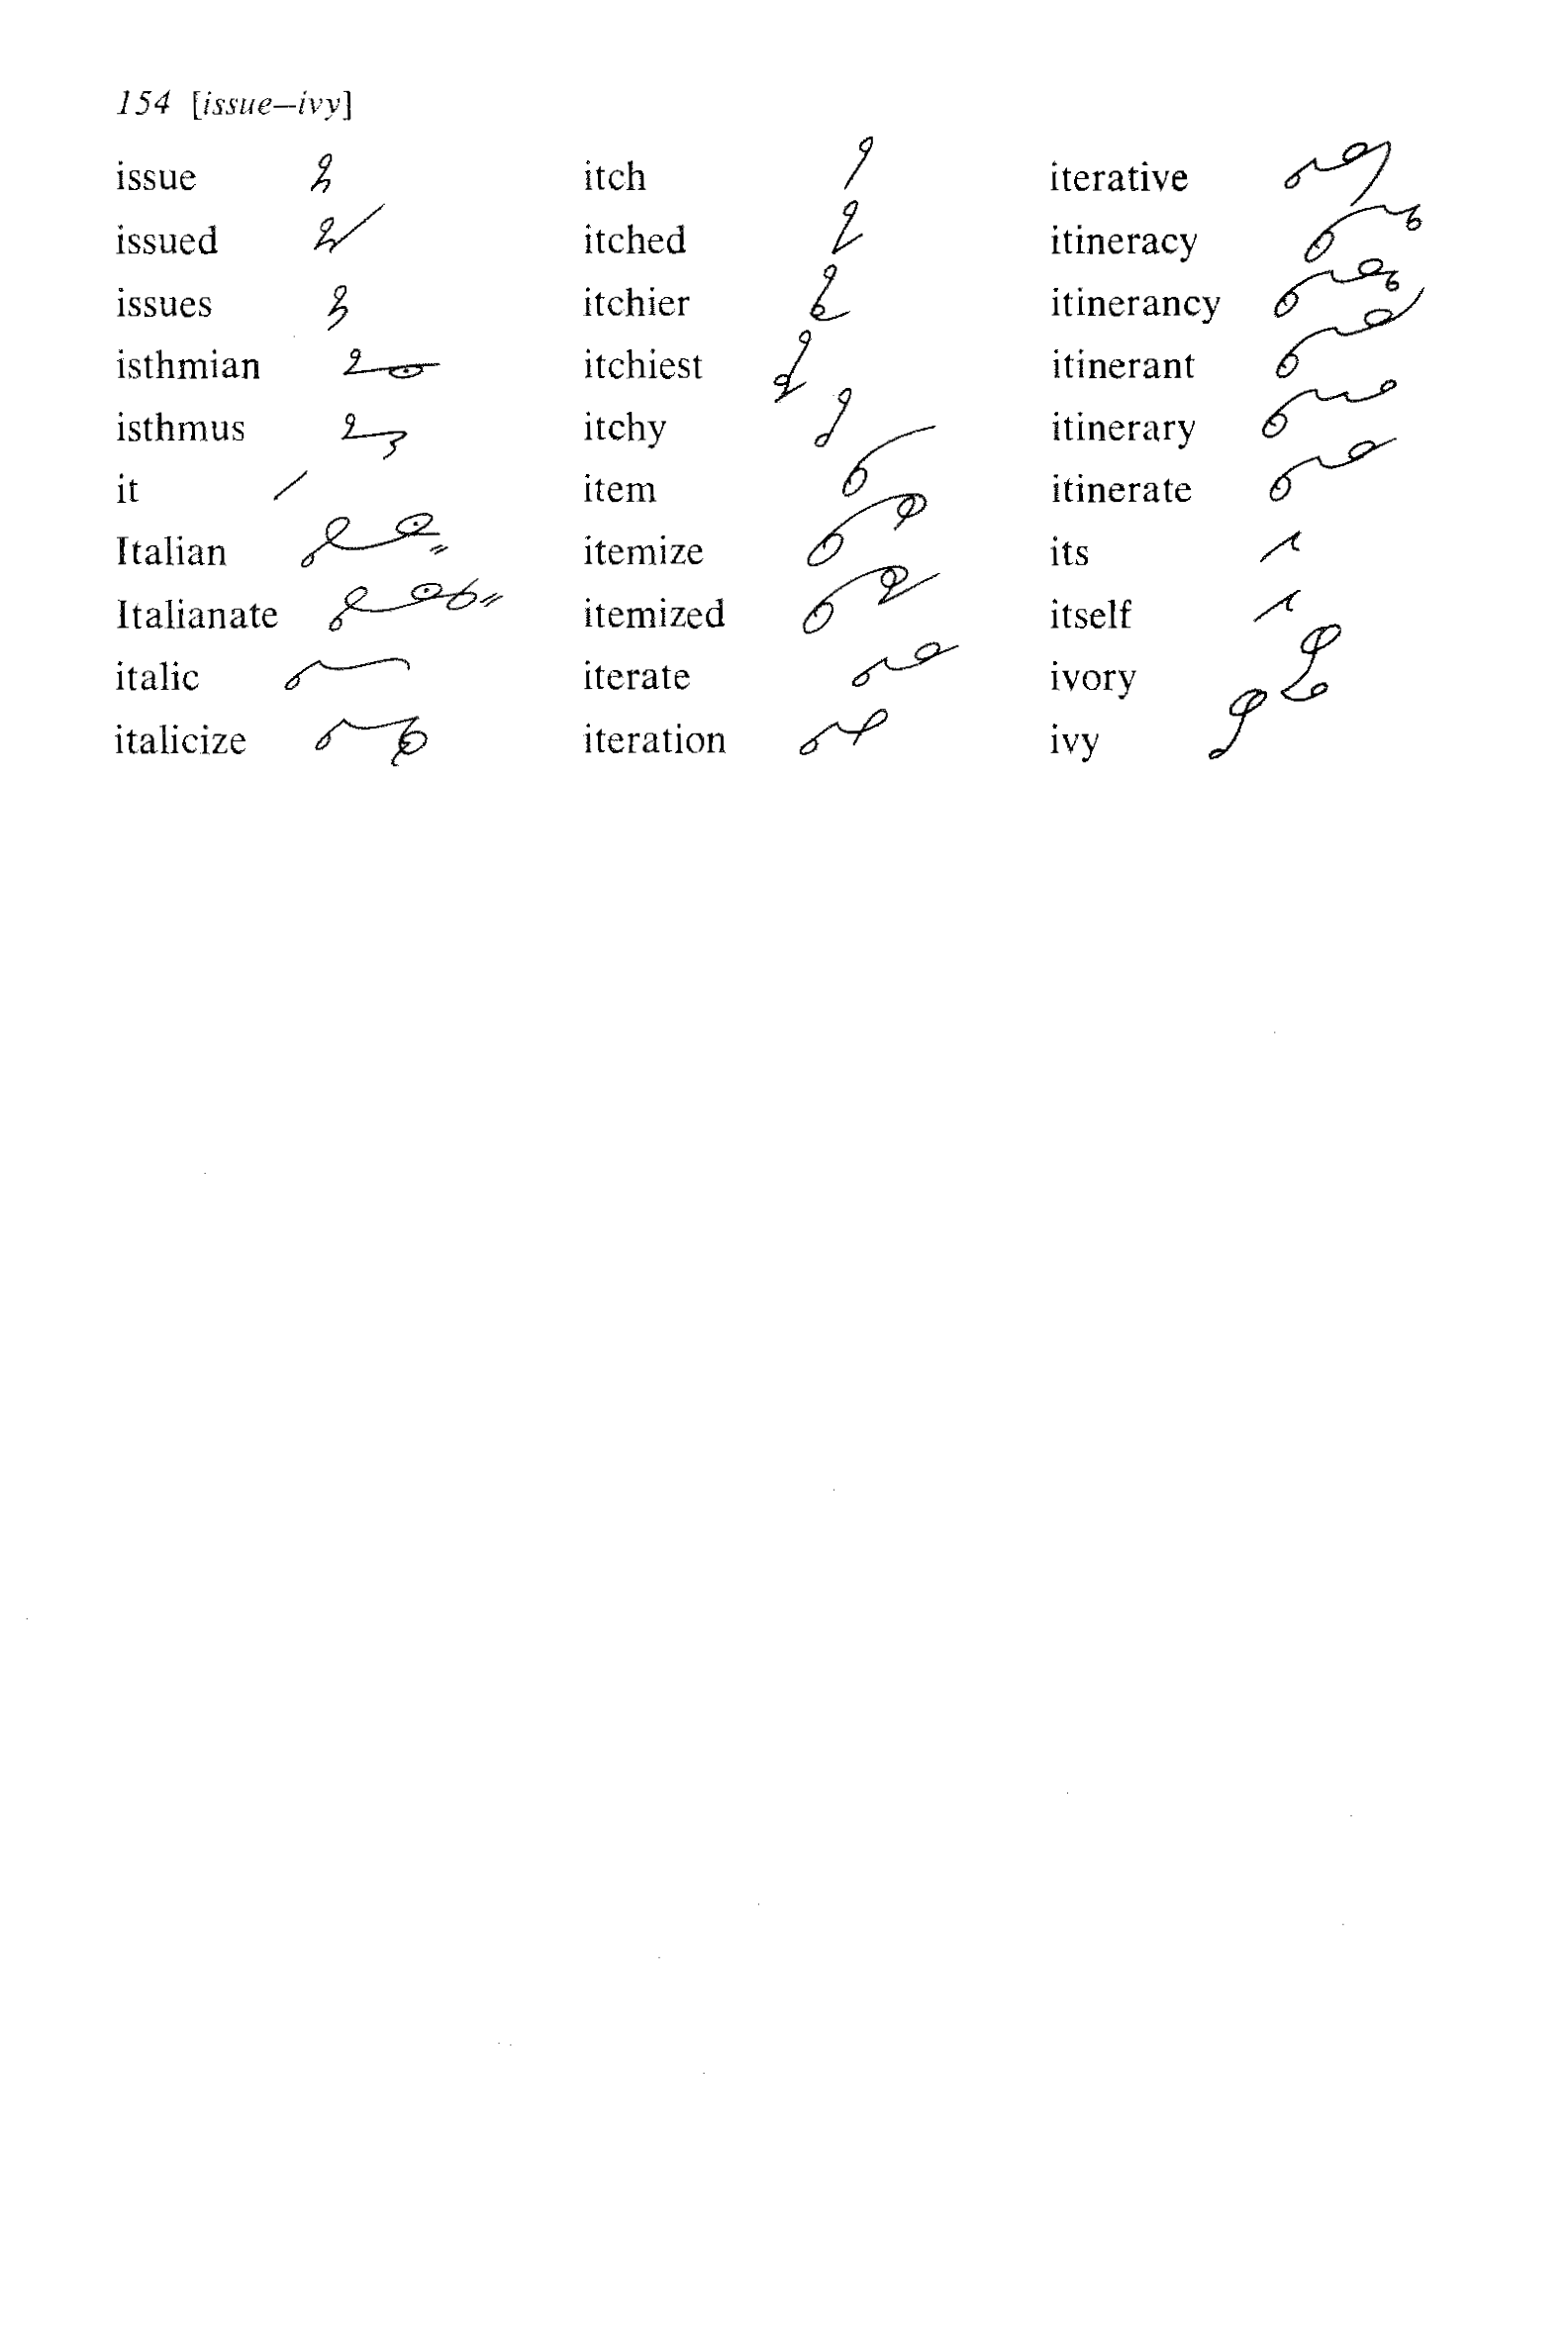 154 [issue–ivy]
issue
issued
issues
isthmian
isthmus
it
Italian
Italianate
italic
italicize
itch
itched
itchier
itchiest
itchy
item
itemize
itemized
iterate
iteration
iterative
itineracy
itinerancy
itinerant
itinerary
itinerate
its
itself
ivory
ivy